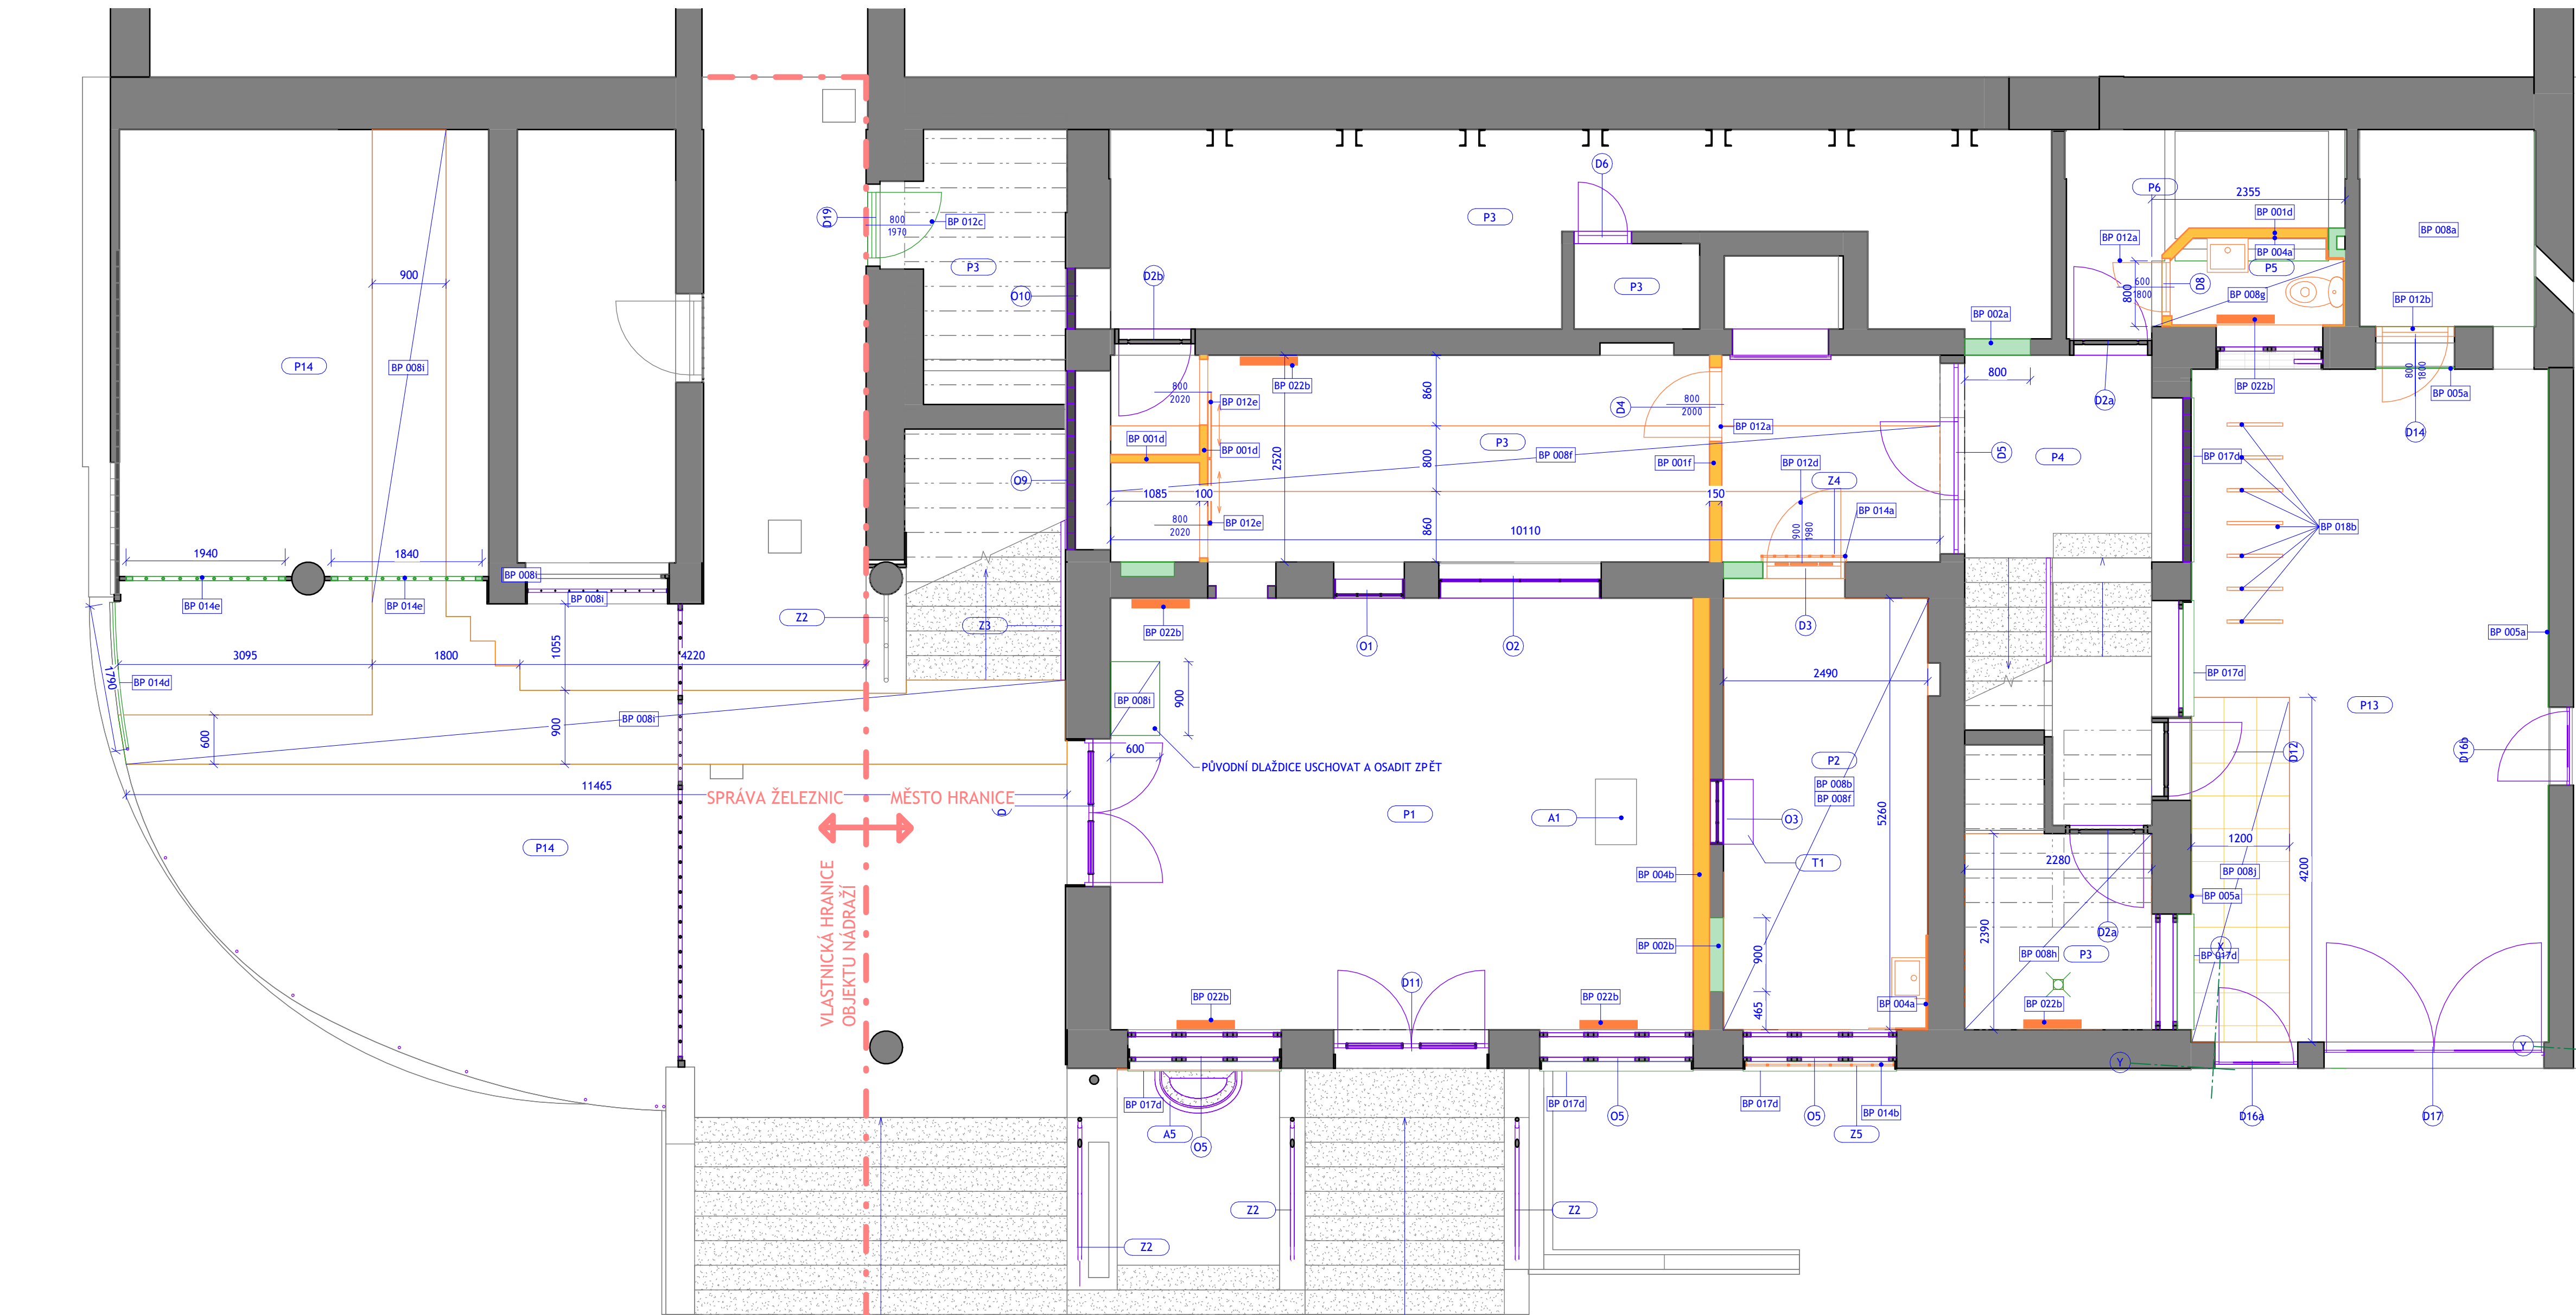 D6
P6
2355
BP 001d
D19
800
1970
BP 012c
P3
P3
BP 012a
BP 008a
BP 004a
P3
D2b
O10
P3
600
1800
800
D8
P5
BP 008g
BP 012b
900
BP 002a
P14
BP 008i
BP 022b
800
D2a
BP 022b
800
1800
BP 005a
800
2020
BP 012e
860
D4
800
2000
BP 012a
D14
BP 001d
BP 001d
2520
P3
BP 008f
800
BP 001f
BP 012d
D5
P4
BP 017d
O9
Z4
1085
100
150
BP 014a
800
2020
BP 012e
860
10110
900
1980
BP 018b
1940
1840
BP 014e
BP 014e
BP 008i
BP 008i
Z2
Z3
BP 022b
O1
O2
D3
BP 005a
3095
1800
1055
4220
1790
BP 014d
2490
BP 017d
BP 008i
900
BP 008i
600
900
600
P13
PŮVODNÍ DLAŽDICE USCHOVAT A OSADIT ZPĚT
P2
BP 008b
BP 008f
D12
D16b
11465
SPRÁVA ŽELEZNIC
MĚSTO HRANICE
D
P1
A1
O3
5260
P14
T1
1200
2280
BP 008j
4200
BP 004b
VLASTNICKÁ HRANICE
OBJEKTU NÁDRAŽÍ
BP 005a
2390
D2a
X
BP 002b
900
BP 008h
P3
BP 017d
D11
BP 022b
BP 022b
465
BP 004a
BP 022b
Y
Y
BP 017d
BP 017d
O5
BP 017d
O5
BP 014b
D16a
D17
A5
O5
Z5
Z2
Z2
Z2